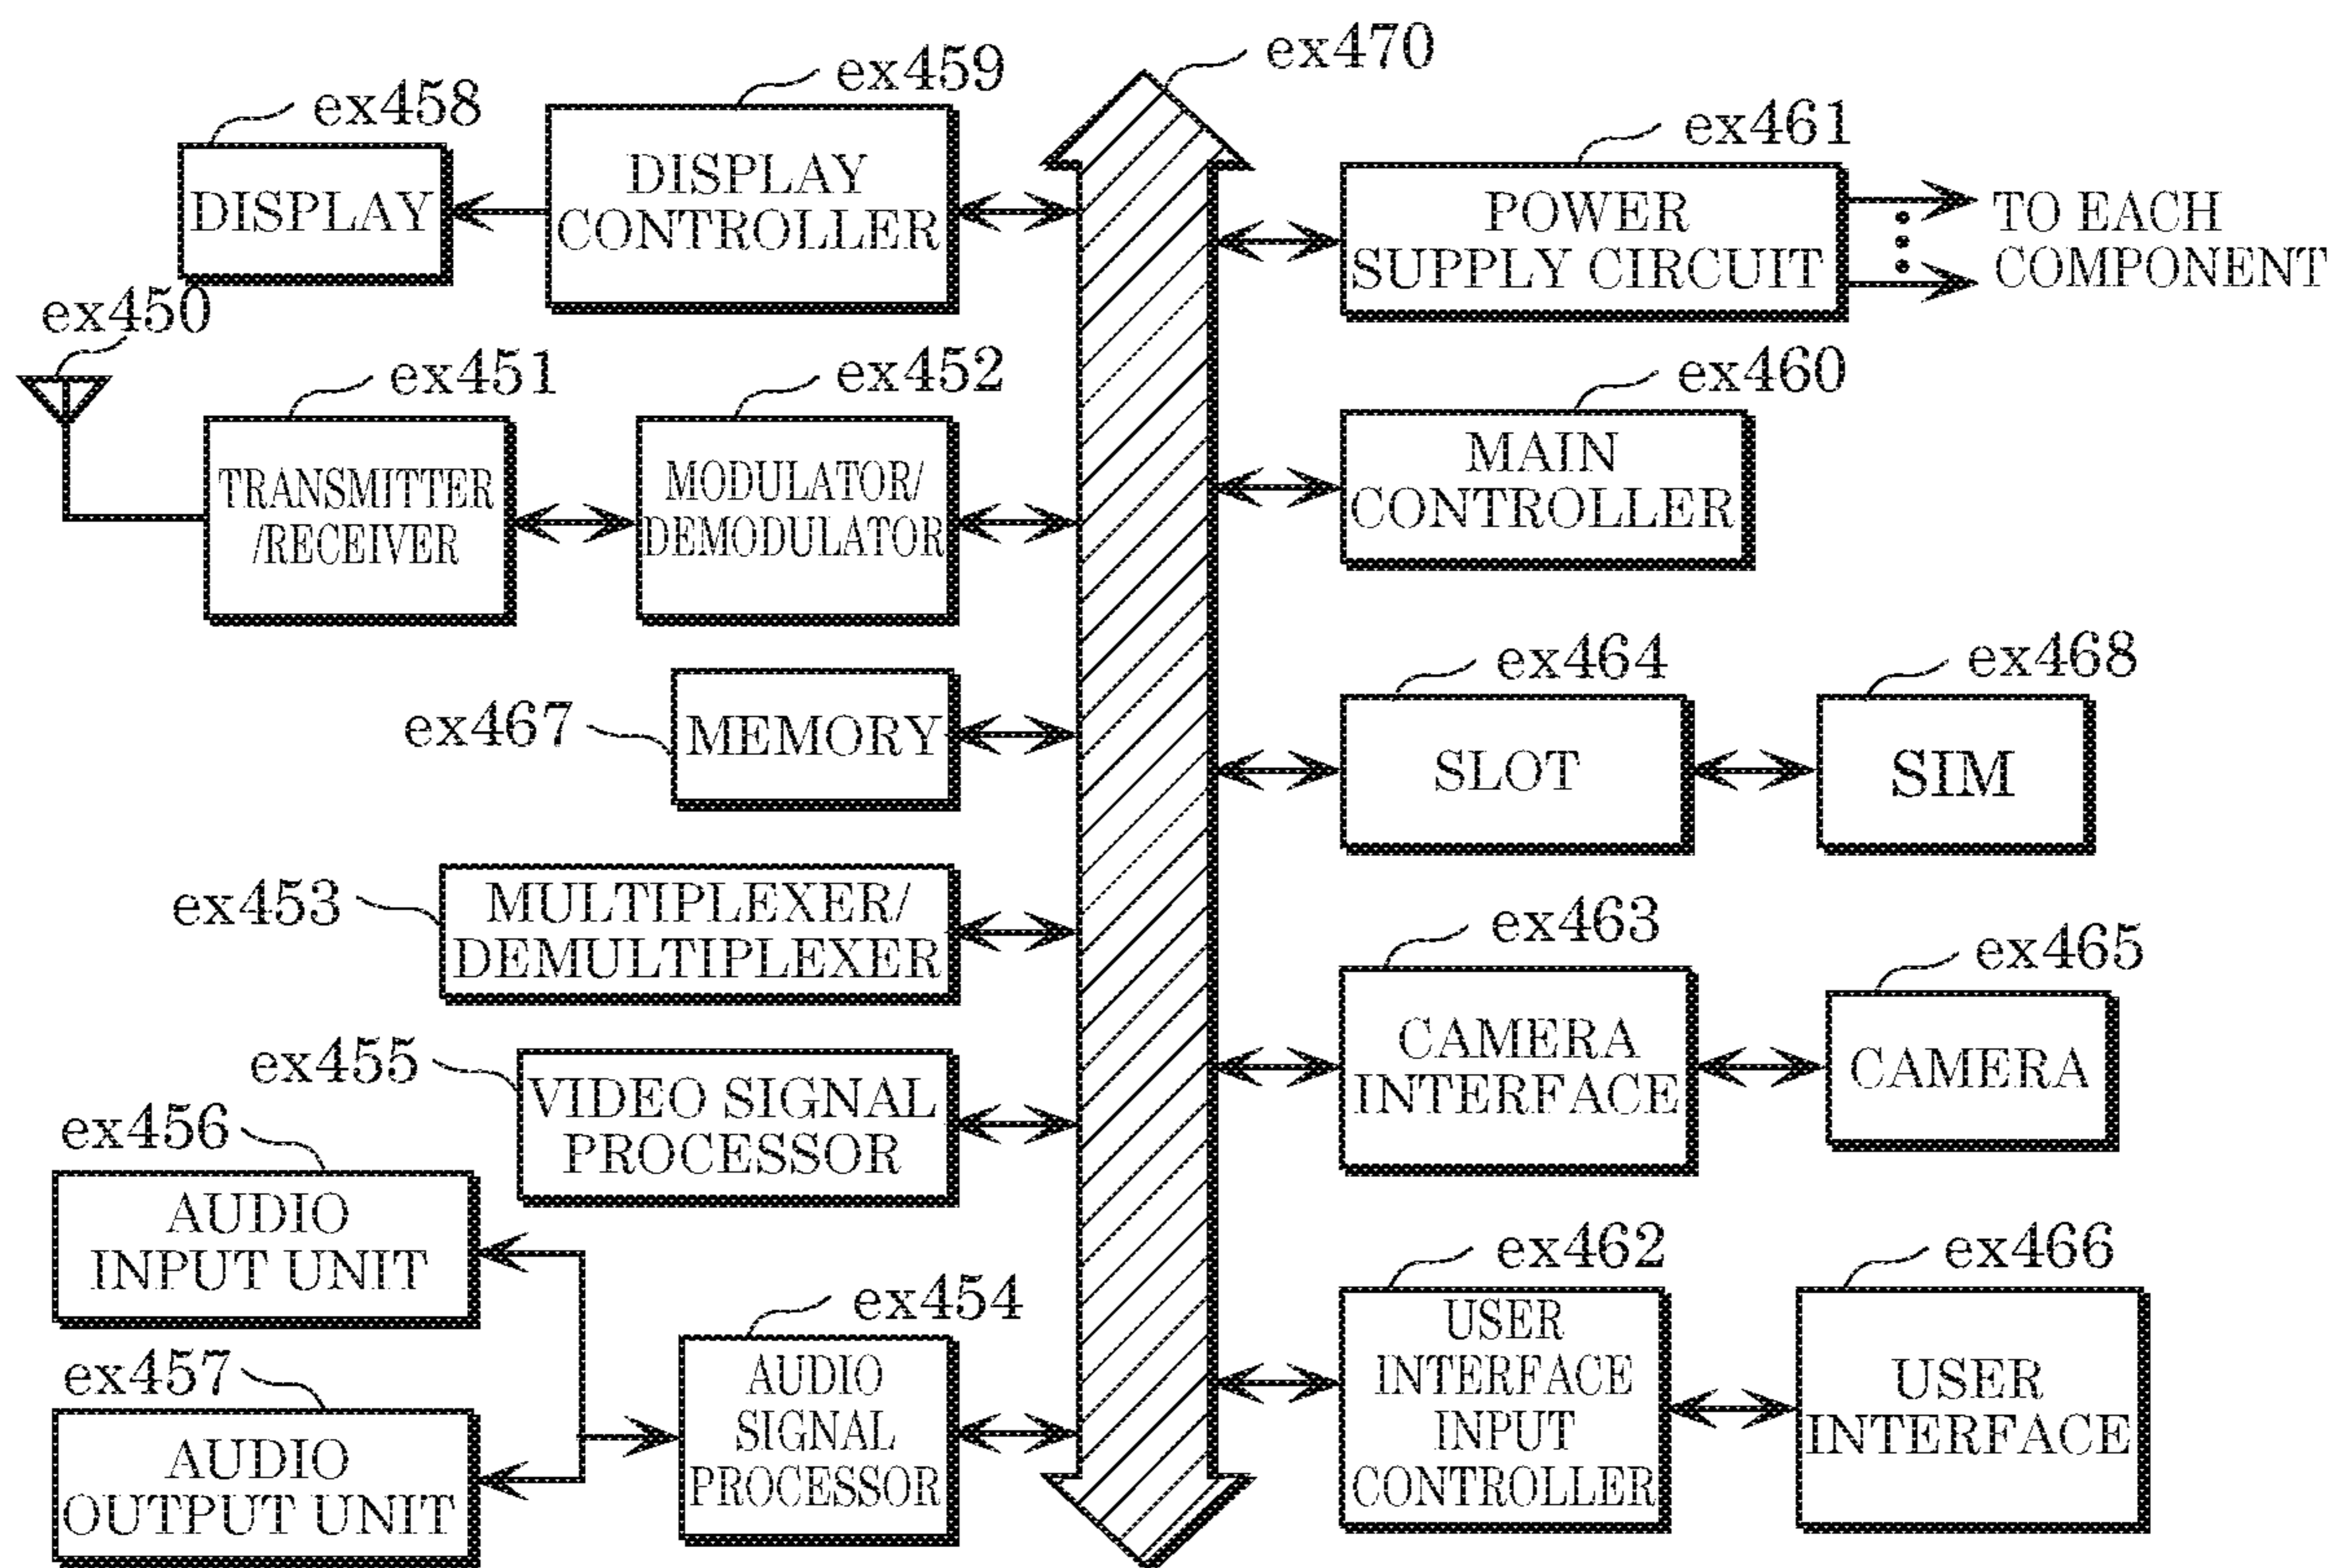 ex470
ex459
ex458
DISPLAY
CONTROLLER
DISPLAY
ex461
POWER
SUPPLY CIRCUIT
TO EACH
COMPONENT
ex450
ex451
TRANSMITTER
/RECEIVER
ex452
MODULATOR/
DEMODULATOR
ex460
MAIN
CONTROLLER
ex467
MEMORY
ex464
SLOT
ex468
SIM
ex453
MULTIPLEXER/
DEMULTIPLEXER
ex463
CAMERA
INTERFACE
ex465
CAMERA
ex455
VIDEO SIGNAL
PROCESSOR
ex456
AUDIO
INPUT UNIT
ex457
AUDIO
OUTPUT UNIT
ex454
AUDIO
SIGNAL
PROCESSOR
ex462
USER
INTERFACE
INPUT
CONTROLLER
ex466
USER
INTERFACE